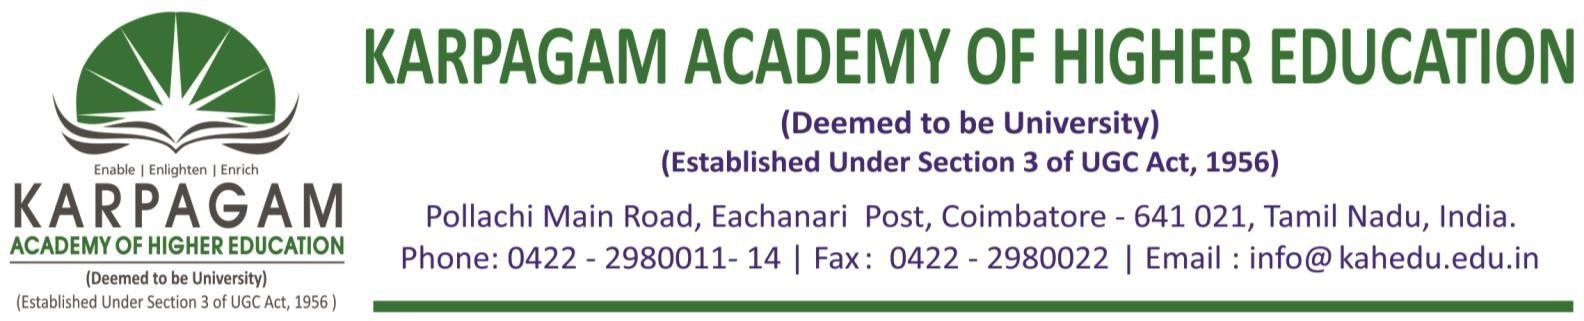 Enable | Enlighten | Enrich
KARPAGAM
ACADEMY OF HIGHER EDUCATION
(Deemed to be University)
(Established Under Section 3 of UGC Act, 1956 )
KARPAGAM ACADEMY OF HIGHER EDUCATION
(Deemed to be University)
(Established Under Section 3 of UGC Act, 1956)
Pollachi Main Road, Eachanari Post, Coimbatore - 641 021, Tamil Nadu, India.
Phone: 0422 - 2980011- 14 | Fax : 0422 - 2980022 | Email : info@ kahedu.edu.in